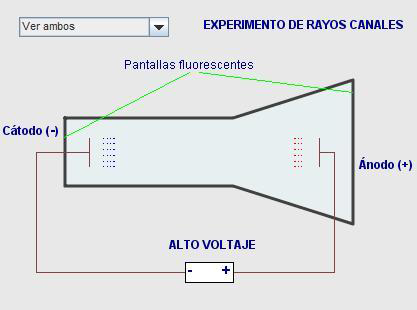 Ver ambos
EXPERIMENTO DE RAYOS CANALES
Pantallas fluorescentes
Cátodo (-)
Ánodo (+)
ALTO VOLTAJE
- +